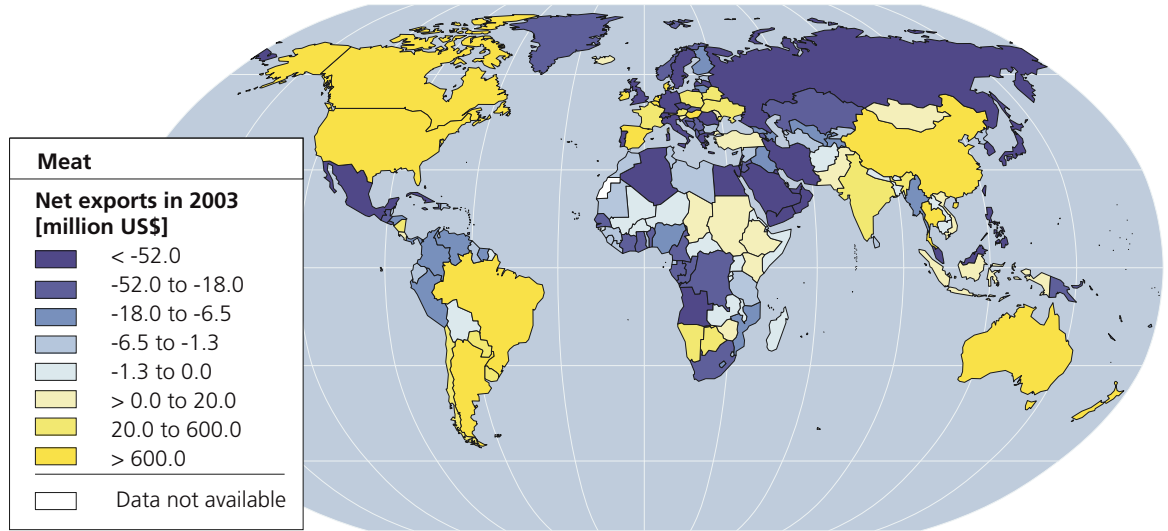 Meat
Net exports in 2003
[million US$]
< -52.0
-52.0 to -18.0
-18.0 to -6.5
-6.5 to -1.3
-1.3 to 0.0
> 0.0 to 20.0
20.0 to 600.0
> 600.0
Data not available